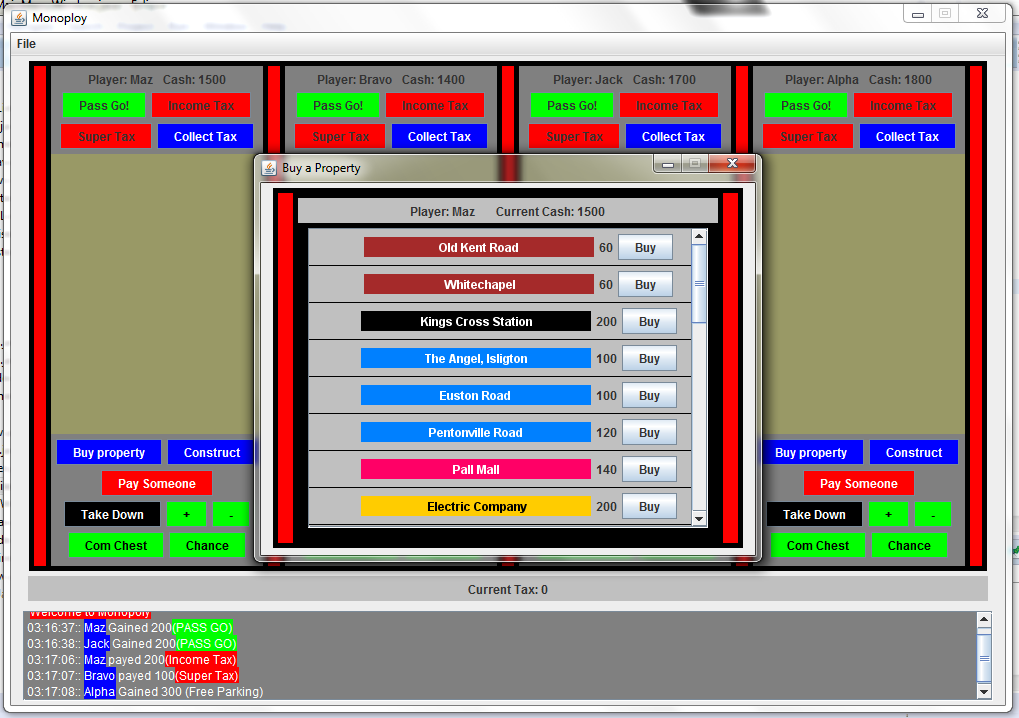 Monoploy
File
Player: Maz Cash: 1500
Pass Go! Income Tax
Super Tax Collect Tax
Player: Bravo Cash: 1400
Pass Go! Income Tax
Super Tax Collect Tax
Player: Jack Cash: 1700
Pass Go! Income Tax
Super Tax Collect Tax
Player: Alpha Cash: 1800
Pass Go! Income Tax
Super Tax Collect Tax
Buy a Property
Player: Maz Current Cash: 1500
Old Kent Road 60 Buy
Whitechapel 60 Buy
Kings Cross Station 200 Buy
The Angel, Isligton 100 Buy
Euston Road 100 Buy
Pentonville Road 120 Buy
Pall Mall 140 Buy
Electric Company 200 Buy
Buy property Construct
Pay Someone
Take Down + -
Com Chest Chance
Buy property Construct
Pay Someone
Take Down + -
Com Chest Chance
Current Tax: 0
Welcome to Monopoly
03:16:37:: Maz Gained 200(PASS GO)
03:16:38:: Jack Gained 200(PASS GO)
03:17:06:: Maz payed 200(Income Tax)
03:17:07:: Bravo payed 100(Super Tax)
03:17:08:: Alpha Gained 300 (Free Parking)